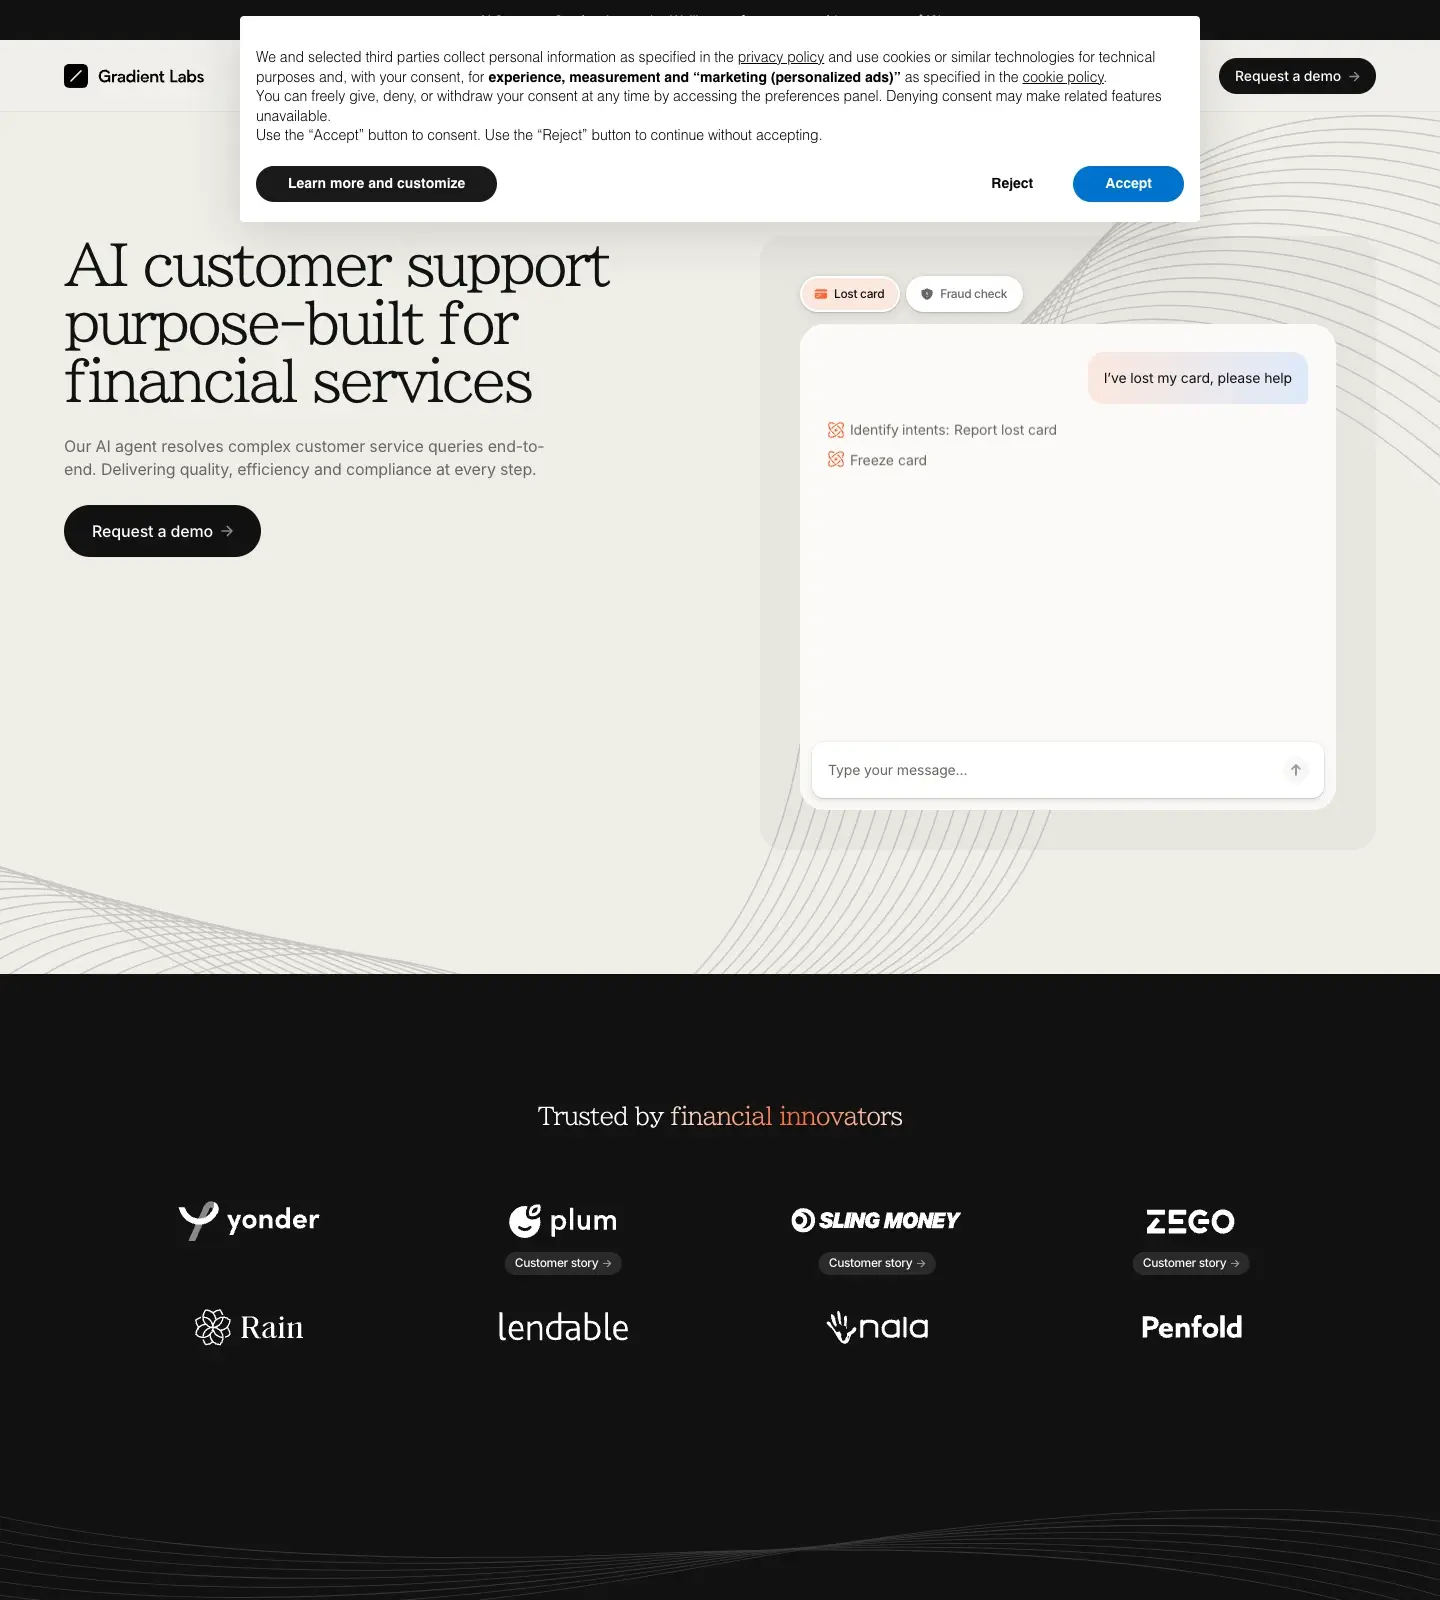 We and selected third parties collect personal information as specified in the privacy policy and use cookies or similar technologies for technical
purposes and, with your consent, for experience, measurement and “marketing (personalized ads)” as specified in the cookie policy.
You can freely give, deny, or withdraw your consent at any time by accessing the preferences panel. Denying consent may make related features
unavailable.
Use the “Accept” button to consent. Use the “Reject” button to continue without accepting.
Learn more and customize
Reject
Accept
Gradient Labs
Request a demo →
AI customer support
purpose-built for
financial services
Our AI agent resolves complex customer service queries end-to-
end. Delivering quality, efficiency and compliance at every step.
Request a demo →
Lost card
Fraud check
I’ve lost my card, please help
Identify intents: Report lost card
Freeze card
Type your message...
Trusted by financial innovators
yonder
plum
SLING MONEY
ZEGO
Customer story →
Customer story →
Customer story →
Rain
lendable
nala
Penfold